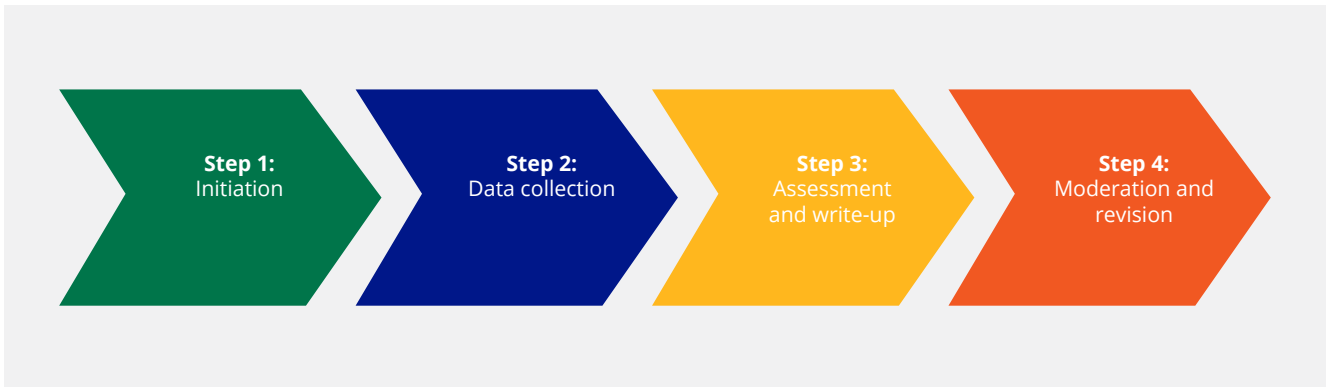 Step 1:
Initiation
Step 2:
Data collection
Step 3:
Assessment
and write-up
Step 4:
Moderation and
revision